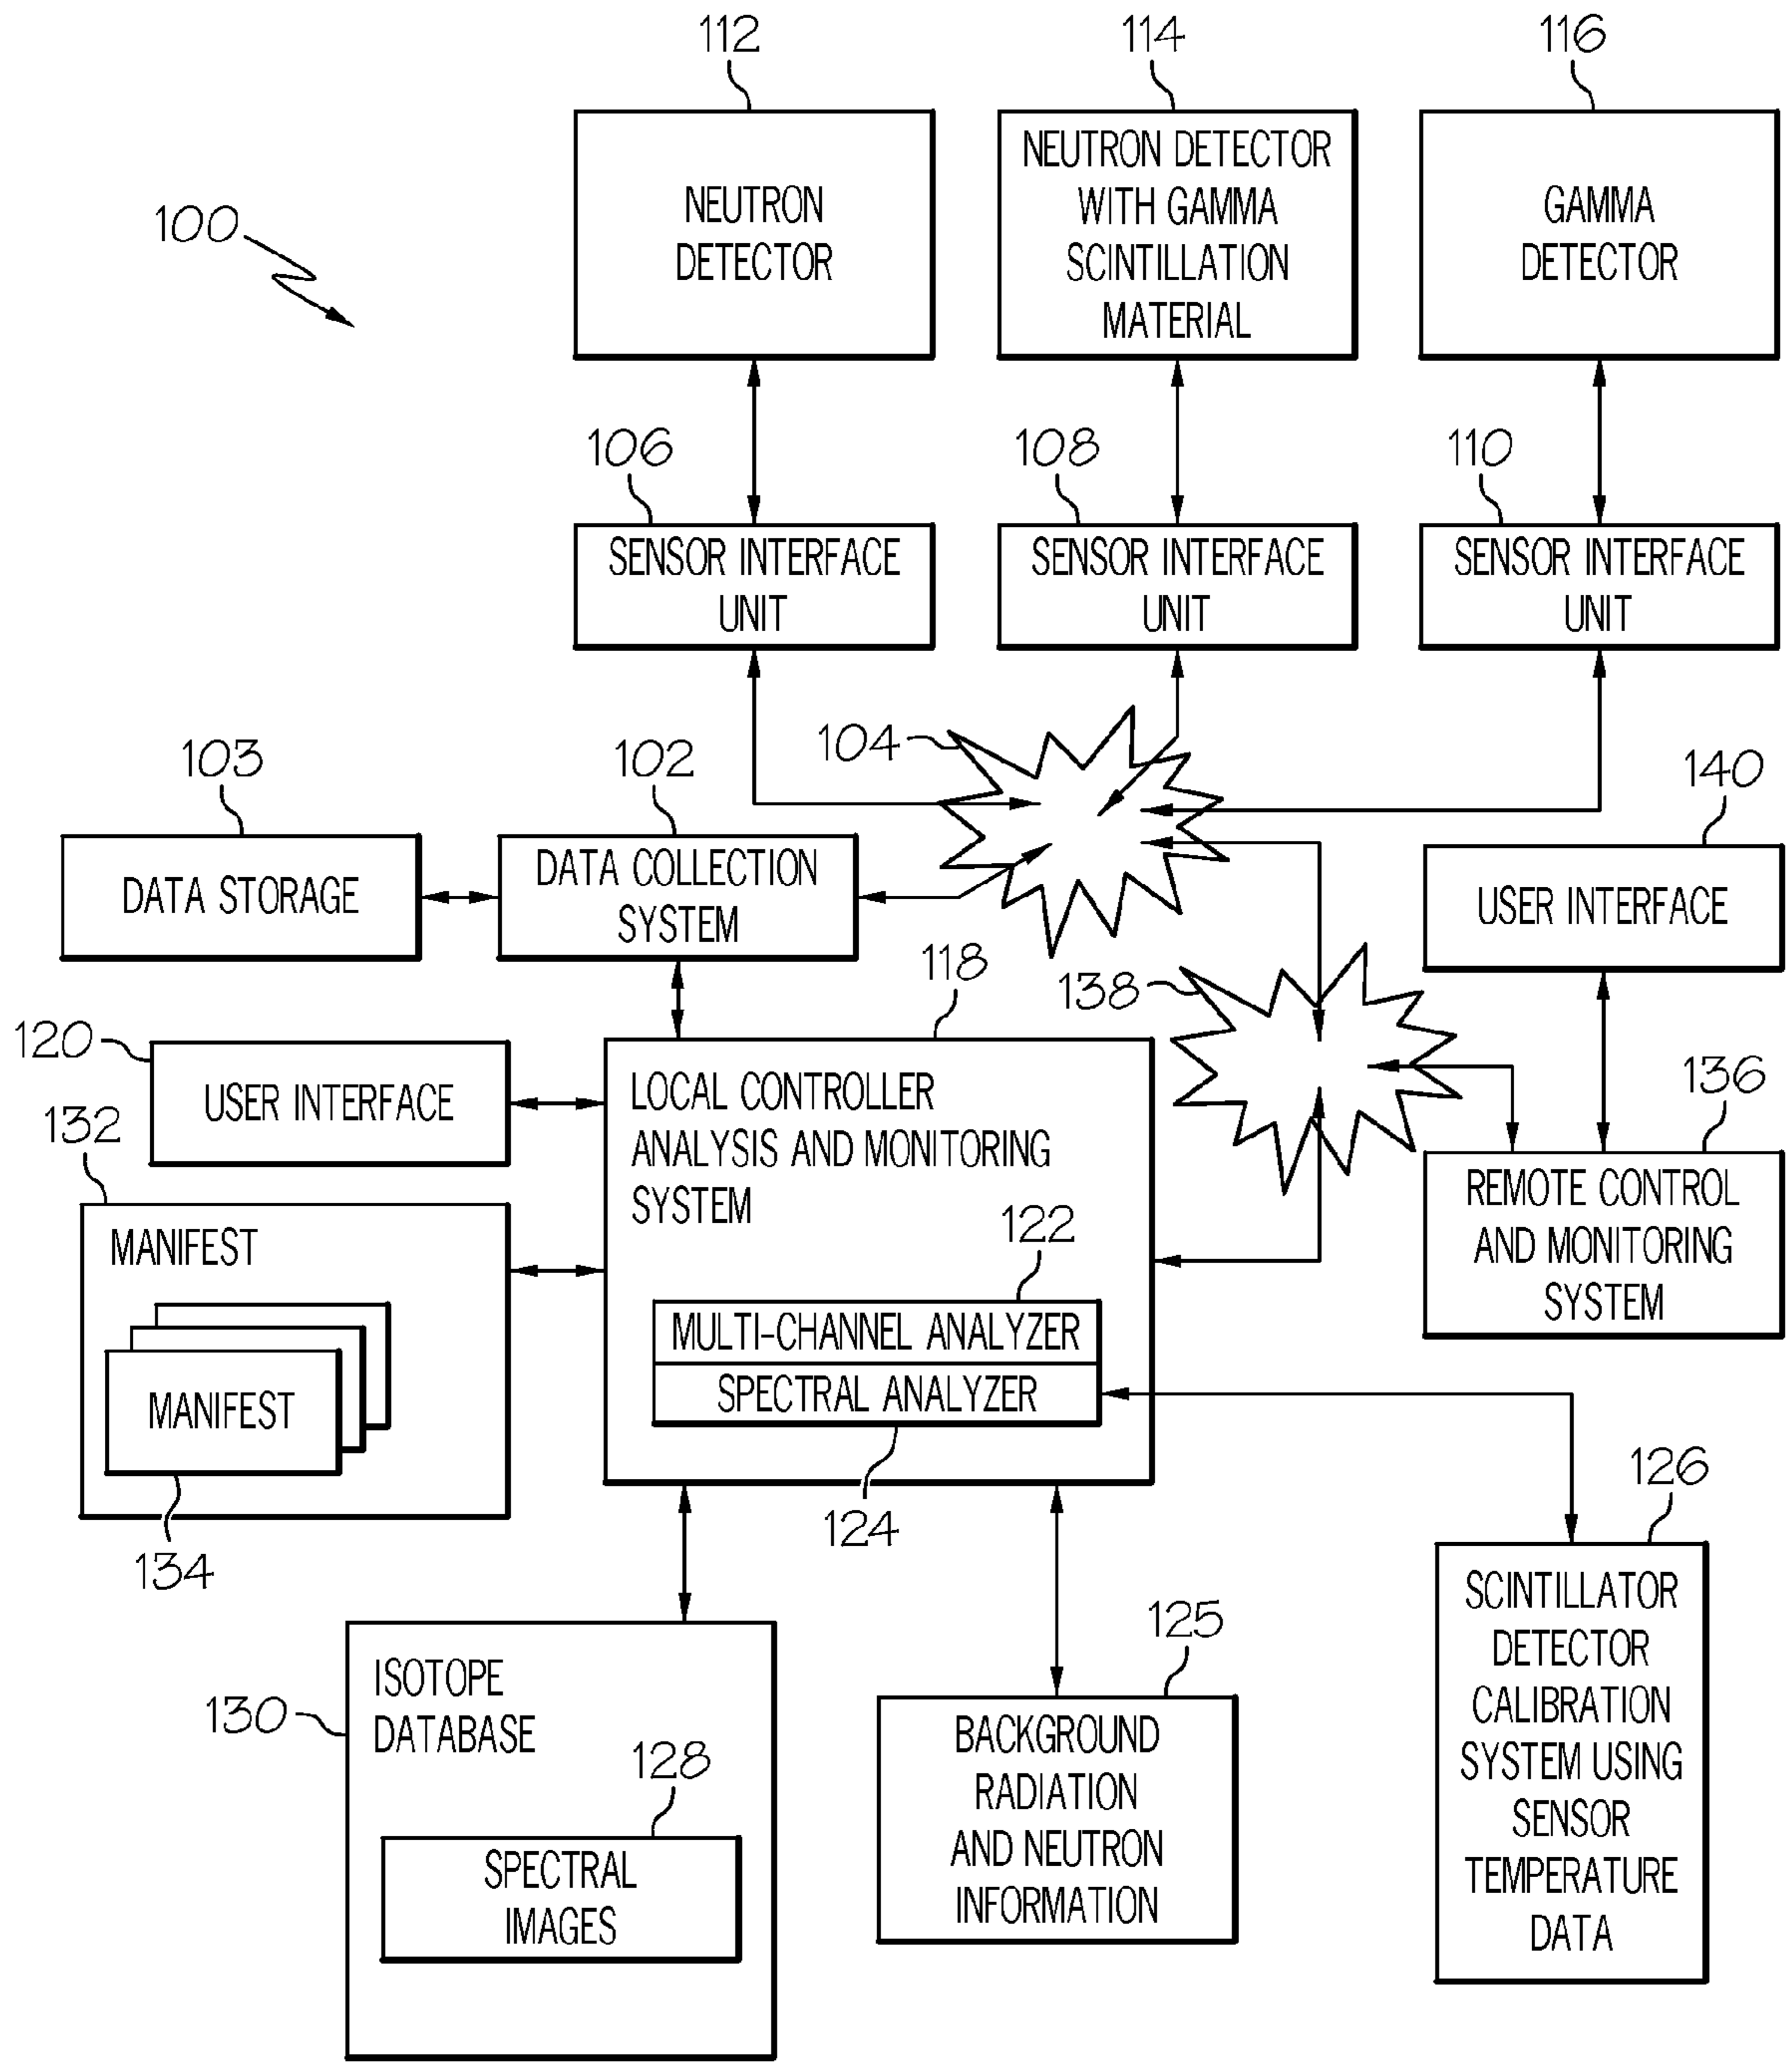 112
114
116
100
NEUTRON
DETECTOR
NEUTRON DETECTOR
WITH GAMMA
SCINTILLATION
MATERIAL
GAMMA
DETECTOR
106
108
110
SENSOR INTERFACE
UNIT
SENSOR INTERFACE
UNIT
SENSOR INTERFACE
UNIT
104
103
102
140
DATA STORAGE
DATA COLLECTION
SYSTEM
USER INTERFACE
118
138
120
USER INTERFACE
132
136
LOCAL CONTROLLER
ANALYSIS AND MONITORING
SYSTEM
REMOTE CONTROL
AND MONITORING
SYSTEM
MANIFEST
122
MULTI-CHANNEL ANALYZER
SPECTRAL ANALYZER
MANIFEST
124
134
126
SCINTILLATOR
DETECTOR
CALIBRATION
SYSTEM USING
SENSOR
TEMPERATURE
DATA
125
130
ISOTOPE
DATABASE
128
SPECTRAL
IMAGES
BACKGROUND
RADIATION
AND NEUTRON
INFORMATION